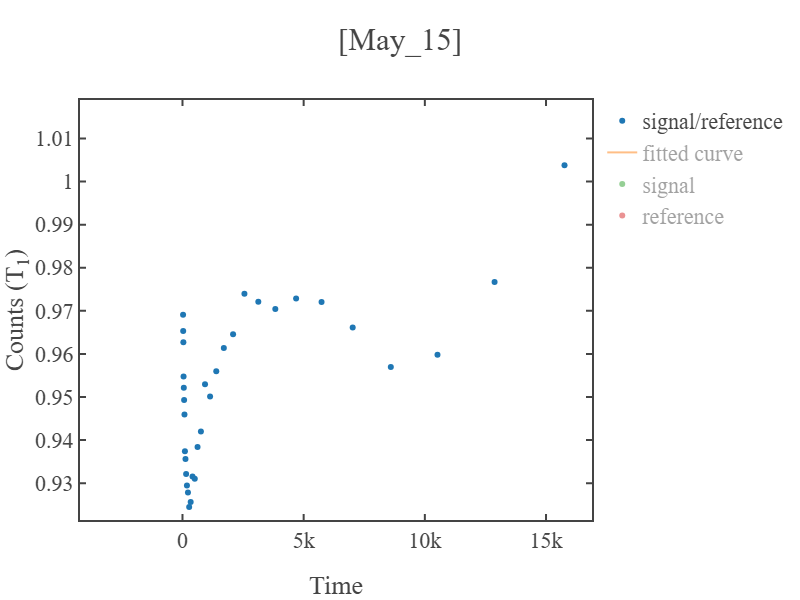 [May_15]
1.01
1
0.99
0.98
0.97
0.96
0.95
0.94
0.93
Counts (T1)
0 5k 10k 15k
Time
signal/reference
fitted curve
signal
reference